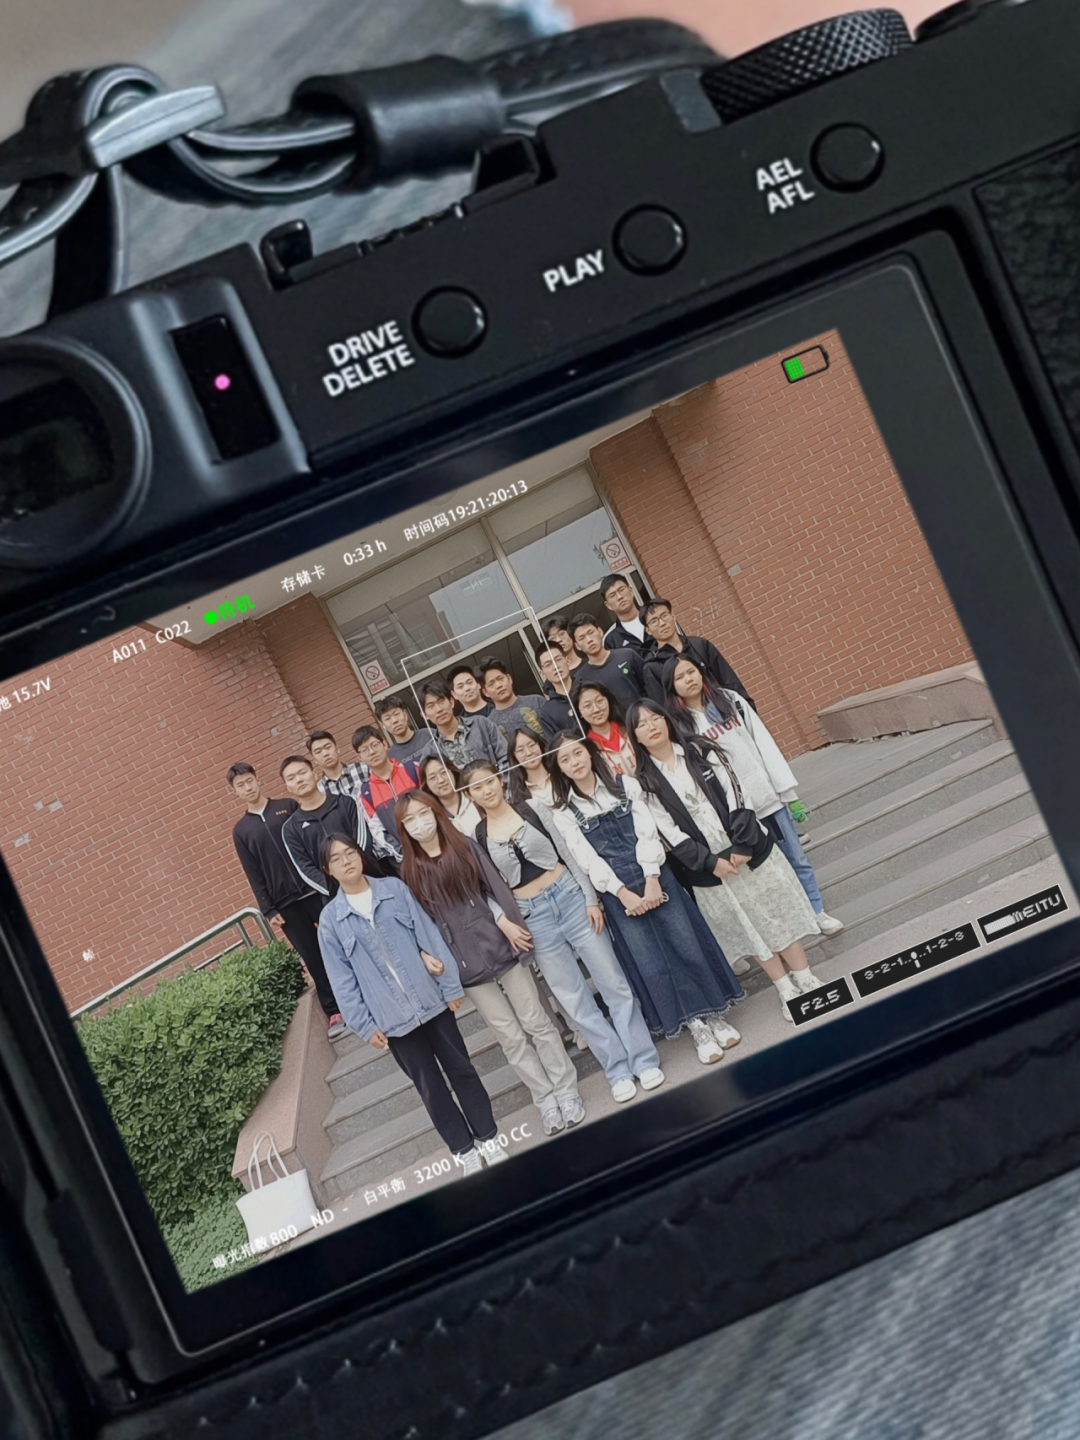 AEL
AFL
PLAY
DRIVE
DELETE
A011 C022 ●待机 存储卡 0:33 h 时间码19:21:20:13
池 15.7V
F2.5
3-2-1..●..1-2-3
MEITU
曝光指数 800 ND - 白平衡 3200 K +0.0 CC